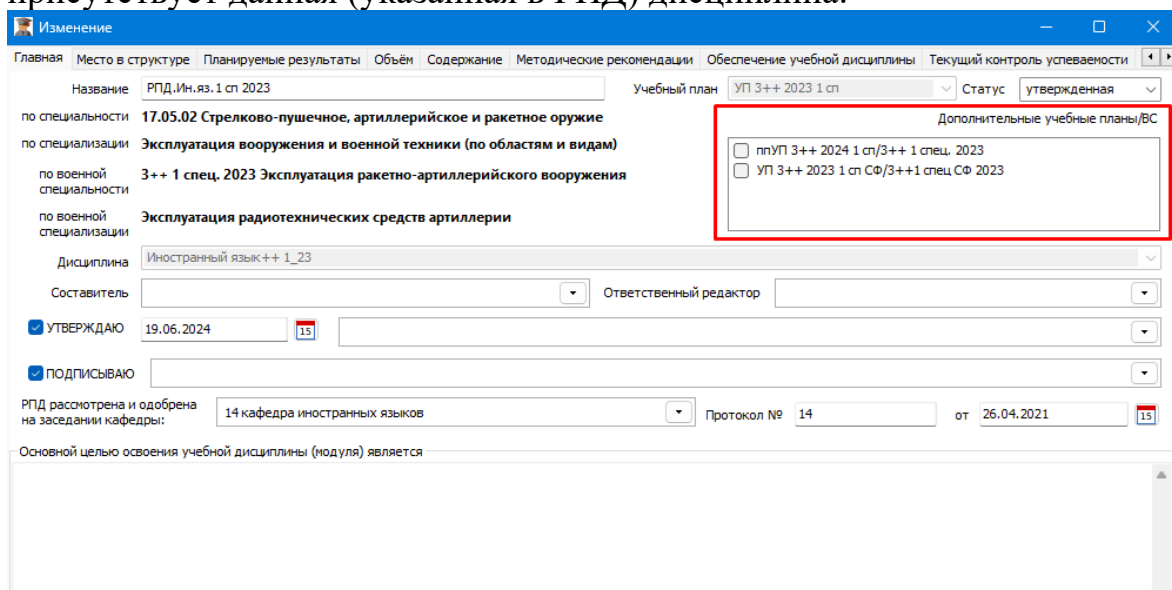 присутствует данная (указанная в РПД) дисциплина.
Изменение
Главная Место в структуре Планируемые результаты Объём Содержание Методические рекомендации Обеспечение учебной дисциплины Текущий контроль успеваемости
Название РПД.Ин.яз.1 сп 2023 Учебный план УП 3++ 2023 1 сп Статус утвержденная
по специальности 17.05.02 Стрелково-пушечное, артиллерийское и ракетное оружие
Дополнительные учебные планы/ВС
по специализации Эксплуатация вооружения и военной техники (по областям и видам)
ппУП 3++ 2024 1 сп/3++ 1 спец. 2023
УП 3++ 2023 1 сп СФ/3++1 спец СФ 2023
по военной
специальности
3++ 1 спец. 2023 Эксплуатация ракетно-артиллерийского вооружения
по военной
специализации
Эксплуатация радиотехнических средств артиллерии
Дисциплина Иностранный язык++ 1_23
Составитель Ответственный редактор
УТВЕРЖДАЮ 19.06.2024 15
ПОДПИСЫВАЮ
РПД рассмотрена и одобрена
на заседании кафедры:
14 кафедра иностранных языков Протокол № 14 от 26.04.2021 15
Основной целью освоения учебной дисциплины (модуля) является